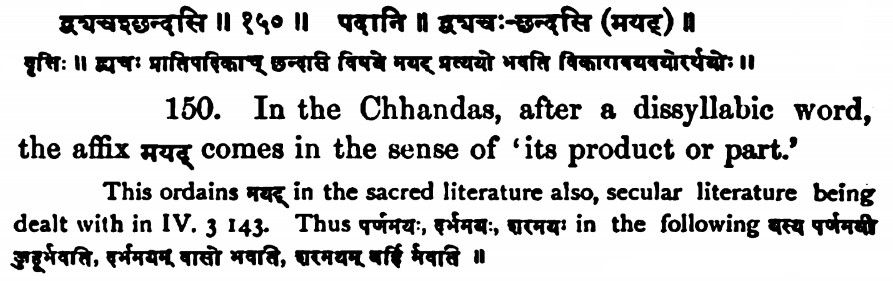 द्व्यचश्छन्दसि ॥ १५० ॥ पदानि ॥ द्व्यचः-छन्दसि (मयट्) ॥
वृत्तिः ॥ द्व्यचः प्रातिपदिकाच् छन्दसि विषये मयट् प्रत्ययो भवति विकारावयवयोरर्थयोः ॥
150. In the Chhandas, after a dissyllabic word,
the affix मयट् comes in the sense of ‘its product or part.’
This ordains मयट् in the sacred literature also, secular literature being
dealt with in IV. 3 143. Thus पर्णमयः, दर्भमयः, शरमयः in the following यस्य पर्णमयी
जुहूर्भवति, दर्भमयम् वासो भवति, शरमयम् बर्हि र्भवति ॥